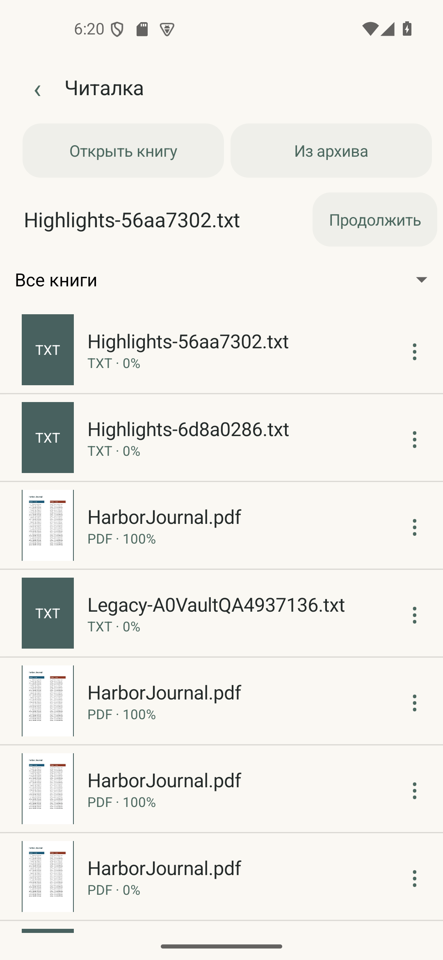 6:20
‹ Читалка
Открыть книгу
Из архива
Highlights-56aa7302.txt
Продолжить
Все книги
TXT
Highlights-56aa7302.txt
TXT · 0%
TXT
Highlights-6d8a0286.txt
TXT · 0%
HarborJournal.pdf
PDF · 100%
TXT
Legacy-A0VaultQA4937136.txt
TXT · 0%
HarborJournal.pdf
PDF · 100%
HarborJournal.pdf
PDF · 100%
HarborJournal.pdf
PDF · 0%